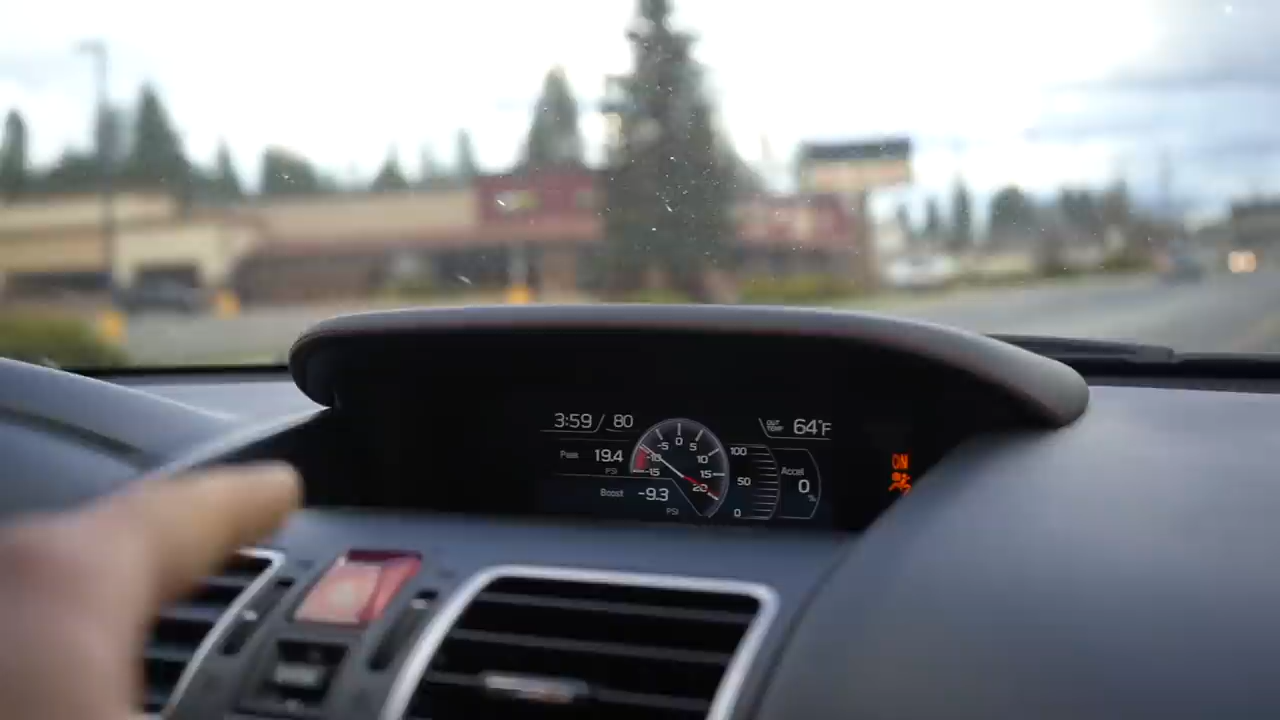 3:59 / 80
OUT TEMP 64°F
Peak 19.4
PSI
Boost -9.3
PSI
-15 -10 -5 0 5 10 15 20
100
50
0
Accel
0
%
ON